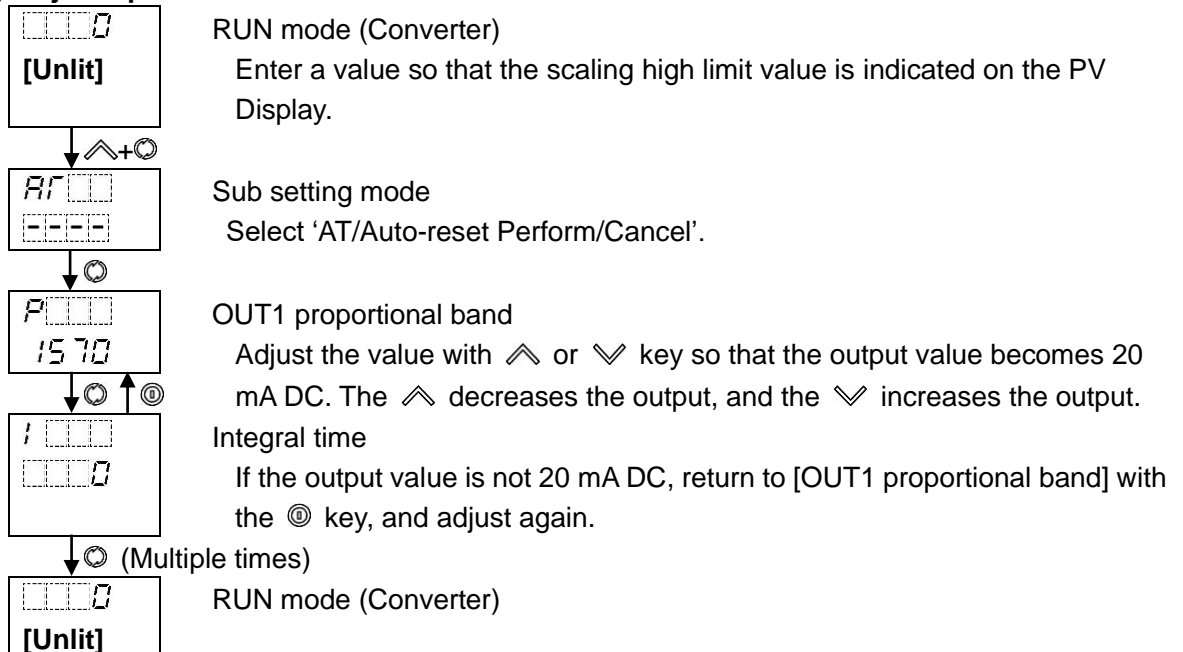 0
RUN mode (Converter)
[Unlit]
Enter a value so that the scaling high limit value is indicated on the PV
Display.
+
AT
----
Sub setting mode
Select ‘AT/Auto-reset Perform/Cancel’.
P
1570
OUT1 proportional band
Adjust the value with or key so that the output value becomes 20
mA DC. The decreases the output, and the increases the output.
I
0
Integral time
If the output value is not 20 mA DC, return to [OUT1 proportional band] with
the key, and adjust again.
(Multiple times)
0
RUN mode (Converter)
[Unlit]